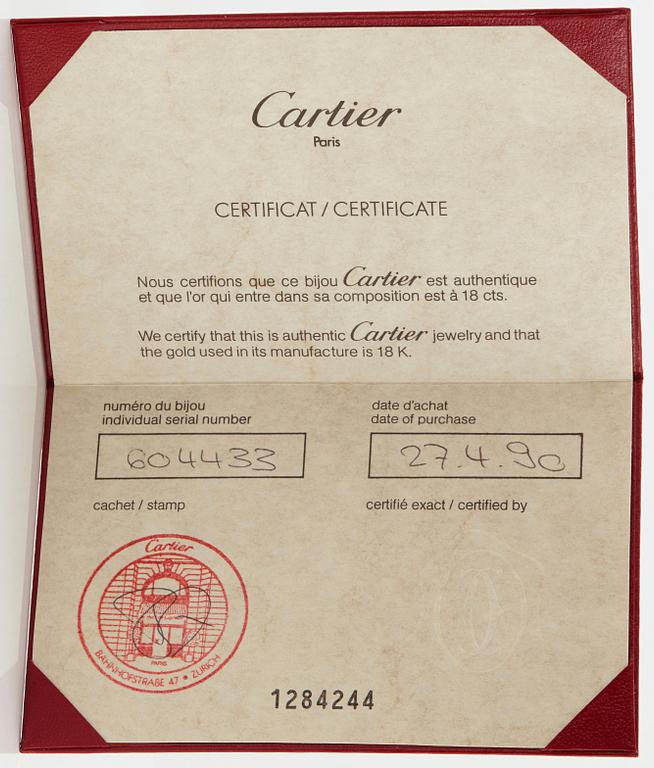 Cartier
Paris
CERTIFICAT / CERTIFICATE
Nous certifions que ce bijou Cartier est authentique
et que l'or qui entre dans sa composition est à 18 cts.
We certify that this is authentic Cartier jewelry and that
the gold used in its manufacture is 18 K.
numéro du bijou
individual serial number
604433
date d'achat
date of purchase
27.4.90
cachet / stamp
certifié exact / certified by
Cartier
PARIS
BAHNHOFSTRAßE 47 • ZÜRICH
1284244